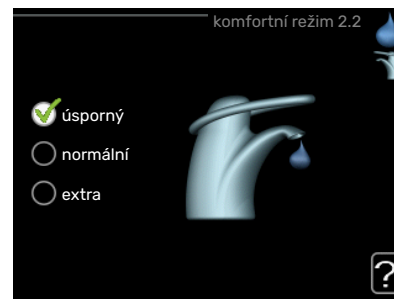 komfortní režim 2.2
úsporný
normální
extra
?